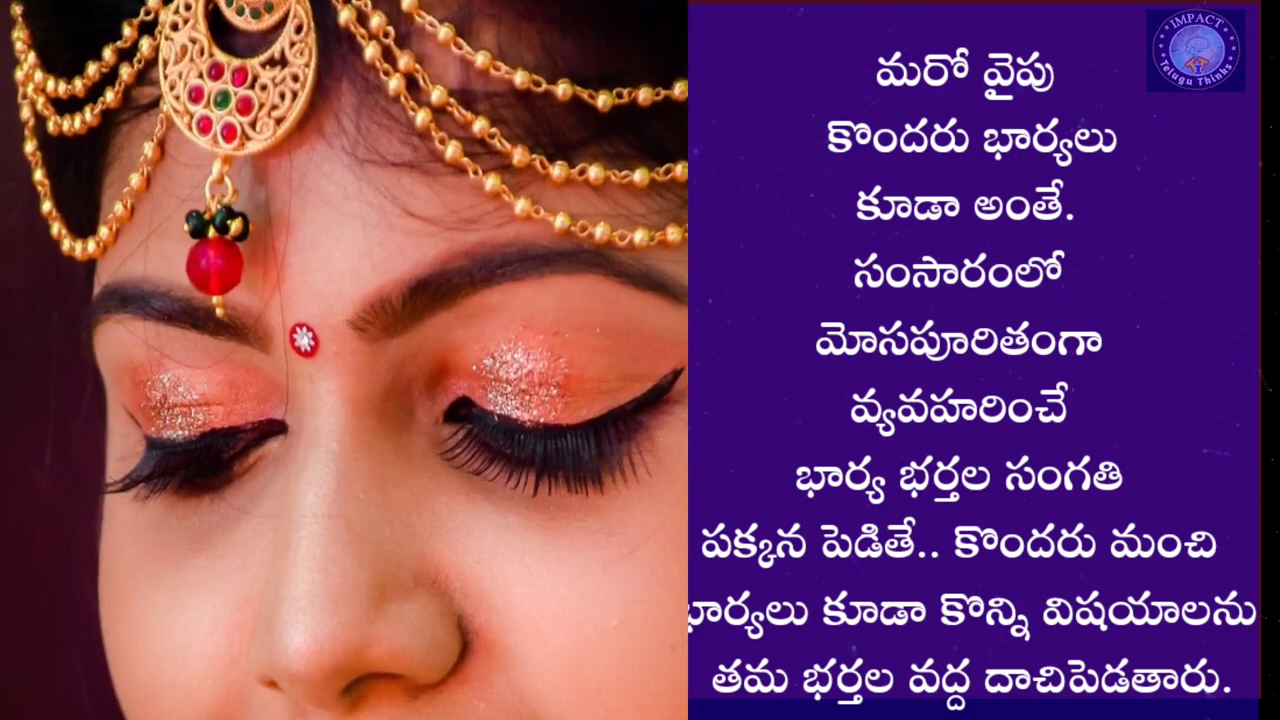 IMPACT
Telugu Thinks
మరో వైపు
కొందరు భార్యలు
కూడా అంతే.
సంసారంలో
మోసపూరితంగా
వ్యవహరించే
భార్య భర్తల సంగతి
పక్కన పెడితే.. కొందరు మంచి
భార్యలు కూడా కొన్ని విషయాలను
తమ భర్తల వద్ద దాచిపెడతారు.